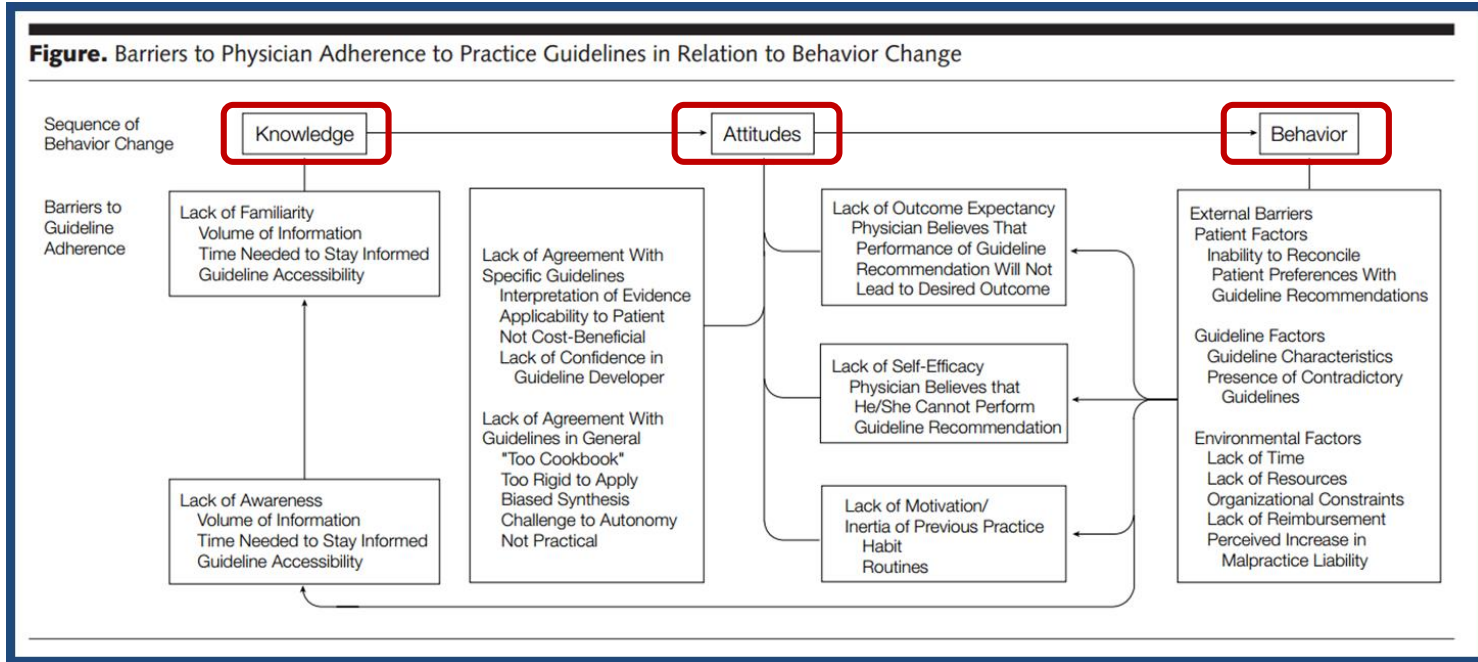 Figure. Barriers to Physician Adherence to Practice Guidelines in Relation to Behavior Change
Sequence of
Behavior Change
Knowledge
Attitudes
Behavior
Barriers to
Guideline
Adherence
Lack of Familiarity
Volume of Information
Time Needed to Stay Informed
Guideline Accessibility
Lack of Awareness
Volume of Information
Time Needed to Stay Informed
Guideline Accessibility
Lack of Agreement With
Specific Guidelines
Interpretation of Evidence
Applicability to Patient
Not Cost-Beneficial
Lack of Confidence in
Guideline Developer
Lack of Agreement With
Guidelines in General
"Too Cookbook"
Too Rigid to Apply
Biased Synthesis
Challenge to Autonomy
Not Practical
Lack of Outcome Expectancy
Physician Believes That
Performance of Guideline
Recommendation Will Not
Lead to Desired Outcome
Lack of Self-Efficacy
Physician Believes that
He/She Cannot Perform
Guideline Recommendation
Lack of Motivation/
Inertia of Previous Practice
Habit
Routines
External Barriers
Patient Factors
Inability to Reconcile
Patient Preferences With
Guideline Recommendations
Guideline Factors
Guideline Characteristics
Presence of Contradictory
Guidelines
Environmental Factors
Lack of Time
Lack of Resources
Organizational Constraints
Lack of Reimbursement
Perceived Increase in
Malpractice Liability